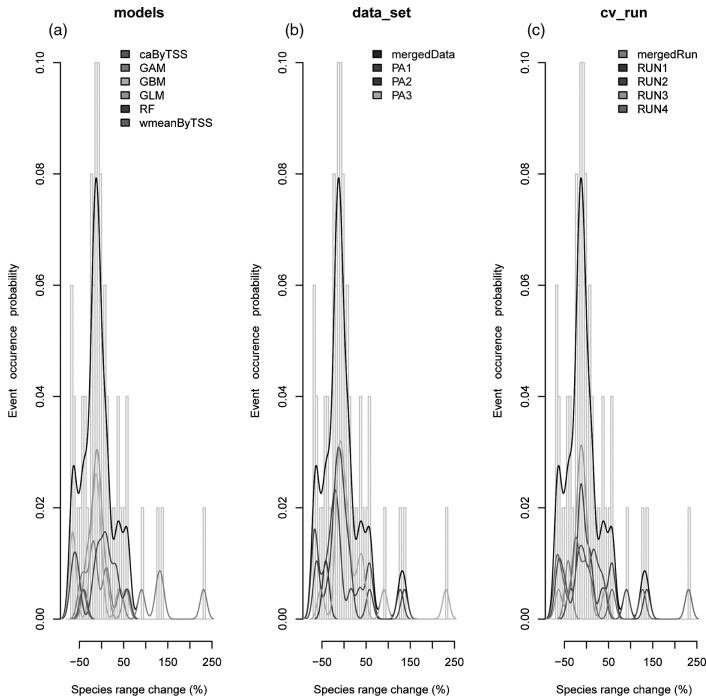 models
(a)
caByTSS
GAM
GBM
GLM
RF
wmeanByTSS
Event occurence probability
0.10
0.08
0.06
0.04
0.02
0.00
−50
50
150
250
Species range change (%)
data_set
(b)
mergedData
PA1
PA2
PA3
Event occurence probability
0.10
0.08
0.06
0.04
0.02
0.00
−50
50
150
250
Species range change (%)
cv_run
(c)
mergedRun
RUN1
RUN2
RUN3
RUN4
Event occurence probability
0.10
0.08
0.06
0.04
0.02
0.00
−50
50
150
250
Species range change (%)